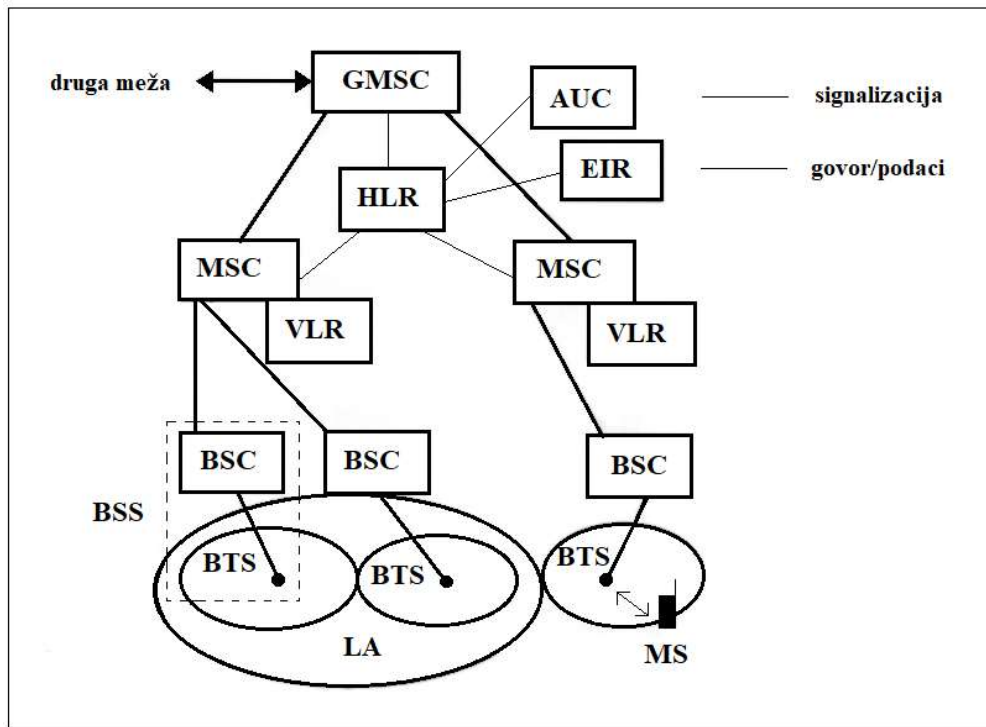 druga meža
GMSC
AUC
signalizacija
EIR
govor/podaci
HLR
MSC
MSC
VLR
VLR
BSC
BSC
BSC
BSS
BTS
BTS
BTS
LA
MS